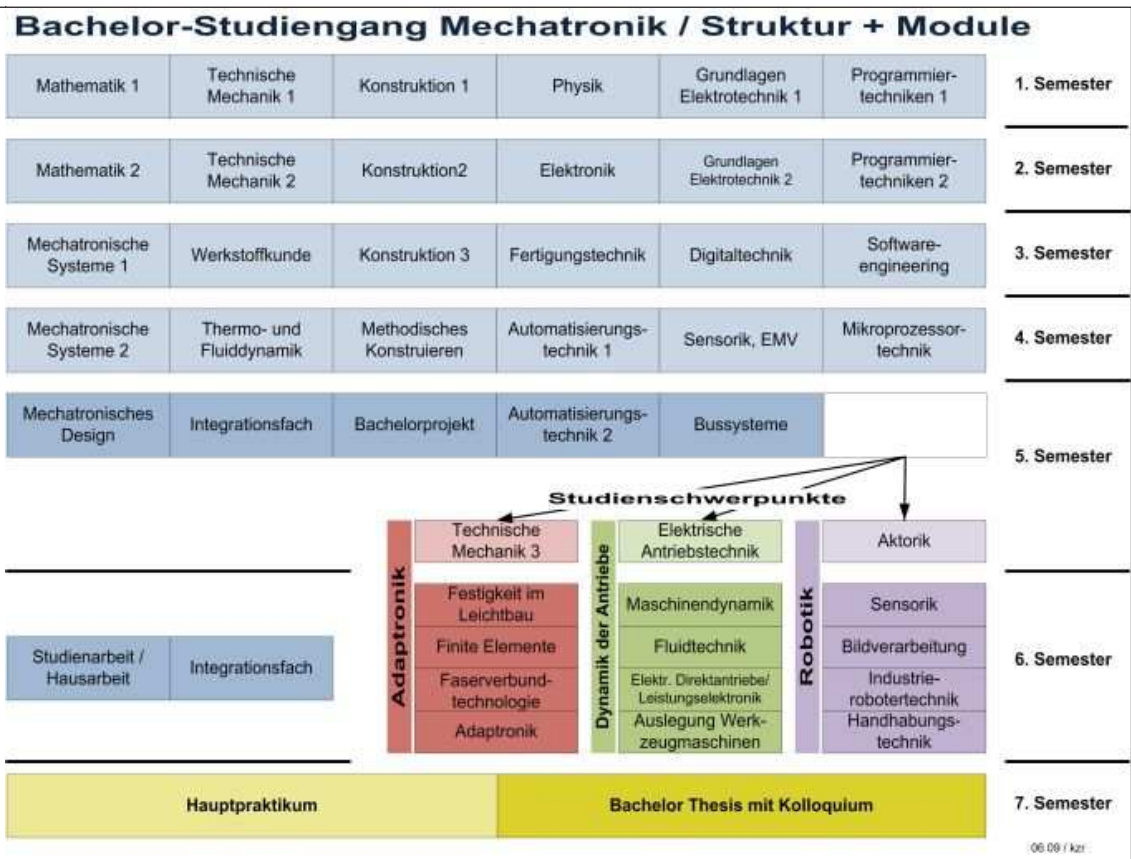 Bachelor-Studiengang Mechatronik / Struktur + Module
Mathematik 1
Technische
Mechanik 1
Konstruktion 1
Physik
Grundlagen
Elektrotechnik 1
Programmier-
techniken 1
1. Semester
Mathematik 2
Technische
Mechanik 2
Konstruktion2
Elektronik
Grundlagen
Elektrotechnik 2
Programmier-
techniken 2
2. Semester
Mechatronische
Systeme 1
Werkstoffkunde
Konstruktion 3
Fertigungstechnik
Digitaltechnik
Software-
engineering
3. Semester
Mechatronische
Systeme 2
Thermo- und
Fluiddynamik
Methodisches
Konstruieren
Automatisierungs-
technik 1
Sensorik, EMV
Mikroprozessor-
technik
4. Semester
Mechatronisches
Design
Integrationsfach
Bachelorprojekt
Automatisierungs-
technik 2
Bussysteme
5. Semester
Studienschwerpunkte
Adaptronik
Technische
Mechanik 3
Festigkeit im
Leichtbau
Finite Elemente
Faserverbund-
technologie
Adaptronik
Dynamik der Antriebe
Elektrische
Antriebstechnik
Maschinendynamik
Fluidtechnik
Elektr. Direktantriebe/
Leistungselektronik
Auslegung Werk-
zeugmaschinen
Robotik
Aktorik
Sensorik
Bildverarbeitung
Industrie-
robotertechnik
Handhabungs-
technik
Studienarbeit /
Hausarbeit
Integrationsfach
6. Semester
Hauptpraktikum
Bachelor Thesis mit Kolloquium
7. Semester
06.09 / kzr